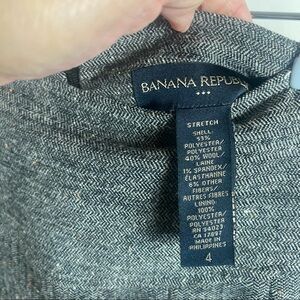 BANANA REPUBL
STRETCH
SHELL:
53%
POLYESTER/
POLYESTER
40% WOOL/
LAINE
1% SPANDEX/
ELASTHANNE
6% OTHER
FIBERS/
AUTRES FIBRES
LINING:
100%
POLYESTER/
POLYESTER
RN 54023
CA 17897
MADE IN
PHILIPPINES
4